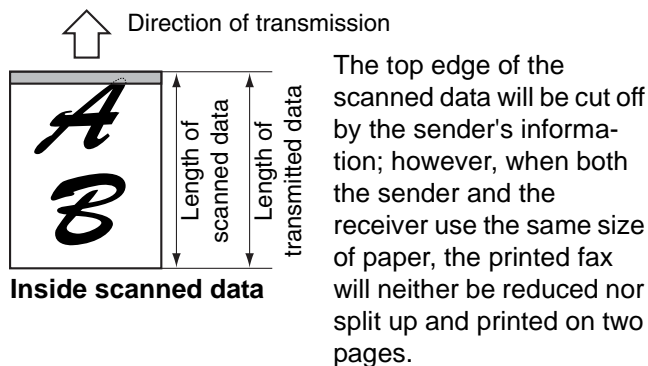 Direction of transmission
A
B
Length of
scanned data
Length of
transmitted data
Inside scanned data
The top edge of the
scanned data will be cut off
by the sender's informa-
tion; however, when both
the sender and the
receiver use the same size
of paper, the printed fax
will neither be reduced nor
split up and printed on two
pages.